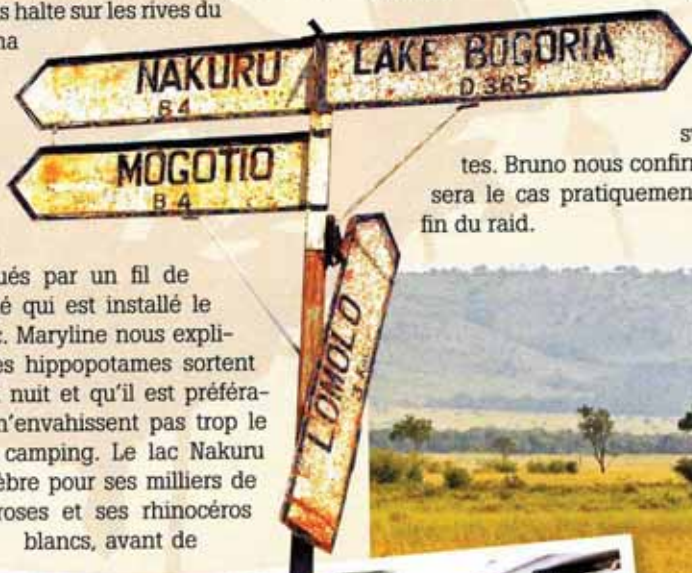 s halte sur les rives du
na
NAKURU
B4
LAKE BOGORIA
D 365
MOGOTIO
B 4
LOMOLO
tes. Bruno nous confir
sera le cas pratiquemen
fin du raid.
ués par un fil de
é qui est installé le
c. Maryline nous expli-
es hippopotames sortent
nuit et qu'il est préféra-
n'envahissent pas trop le
camping. Le lac Nakuru
èbre pour ses milliers de
roses et ses rhinocéros
blancs, avant de